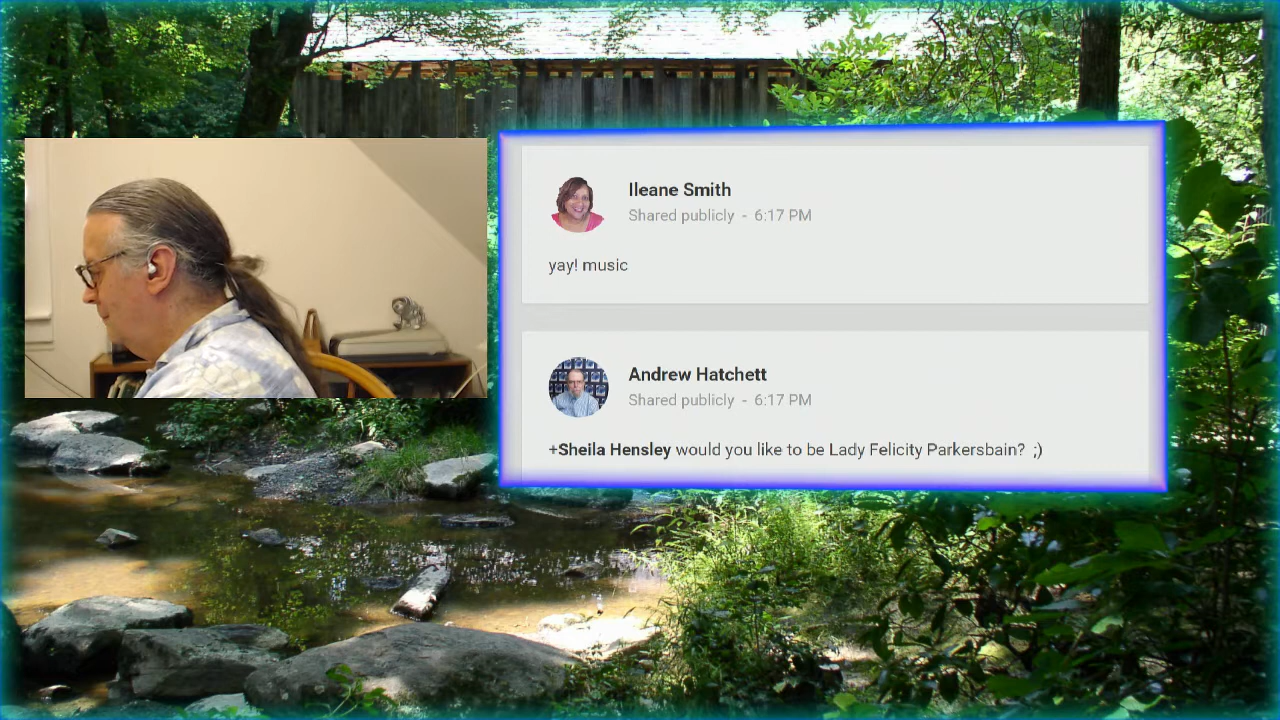 Ileane Smith
Shared publicly - 6:17 PM
yay! music
Andrew Hatchett
Shared publicly - 6:17 PM
+Sheila Hensley would you like to be Lady Felicity Parkersbain? ;)